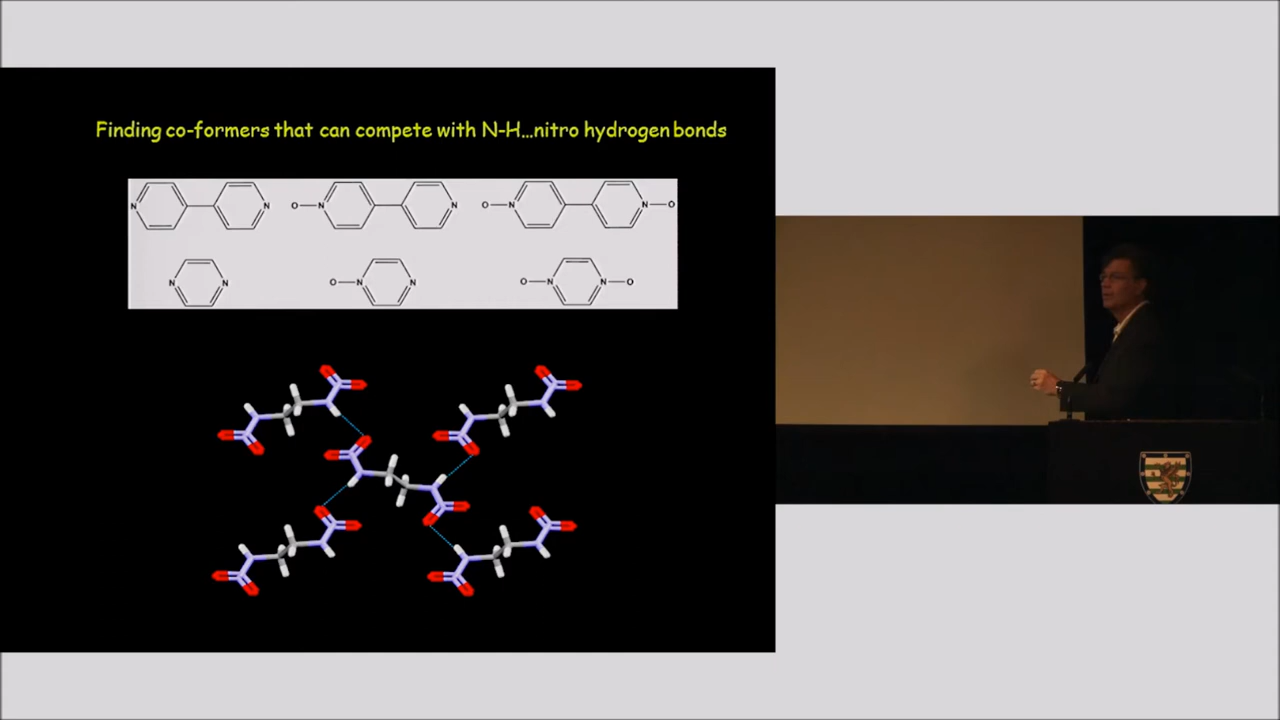 Finding co-formers that can compete with N-H...nitro hydrogen bonds
N N O N N O N N O
N N O N N O N N O